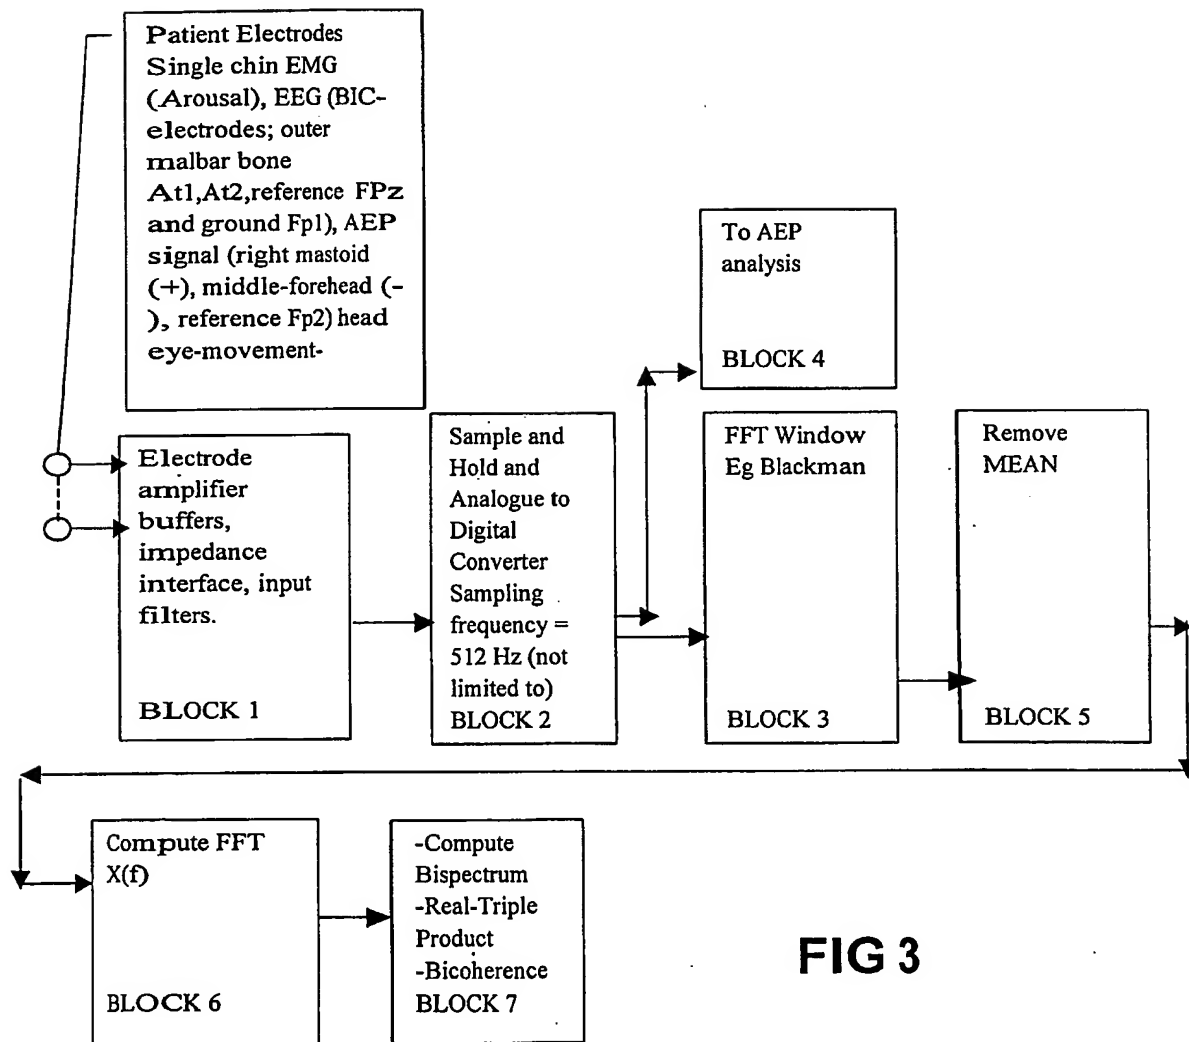 Patient Electrodes
Single chin EMG
(Arousal), EEG (BIC-
electrodes; outer
malbar bone
At1,At2,reference FPz
and ground Fp1), AEP
signal (right mastoid
(+), middle-forehead (-
), reference Fp2) head
eye-movement-
To AEP
analysis
BLOCK 4
Electrode
amplifier
buffers,
impedance
interface, input
filters.
BLOCK 1
Sample and
Hold and
Analogue to
Digital
Converter
Sampling
frequency =
512 Hz (not
limited to)
BLOCK 2
FFT Window
Eg Blackman
BLOCK 3
Remove
MEAN
BLOCK 5
Compute FFT
X(f)
BLOCK 6
-Compute
Bispectrum
-Real-Triple
Product
-Bicoherence
BLOCK 7
FIG 3